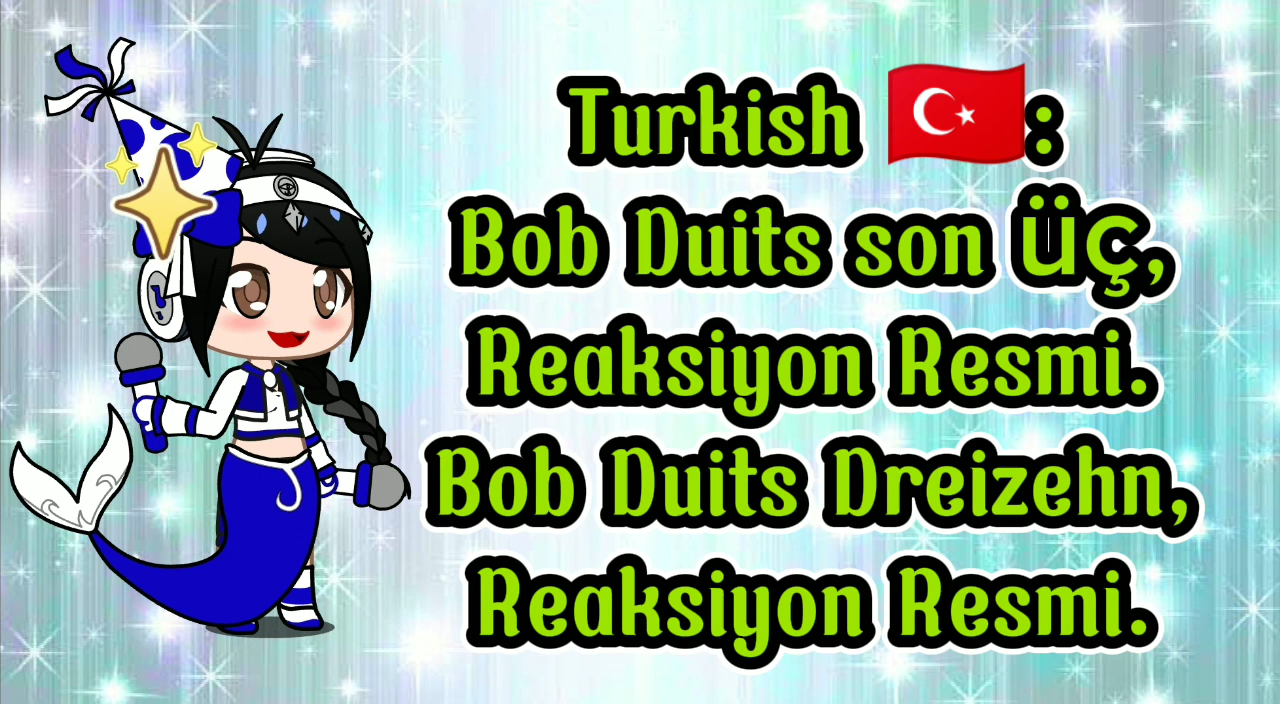 Turkish 🇹🇷:
Bob Duits son üç,
Reaksiyon Resmi.
Bob Duits Dreizehn,
Reaksiyon Resmi.